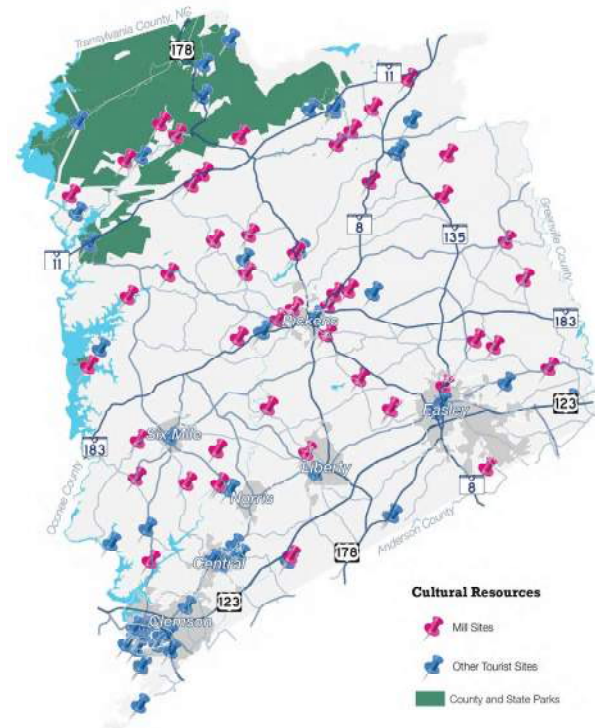 Transylvania County, NC
178
11
Greenville County
8
135
11
Pickens
183
183
Easley
123
Six Mile
Liberty
8
Norris
Oconee County
Anderson County
178
Central
123
Clemson
Cultural Resources
Mill Sites
Other Tourist Sites
County and State Parks